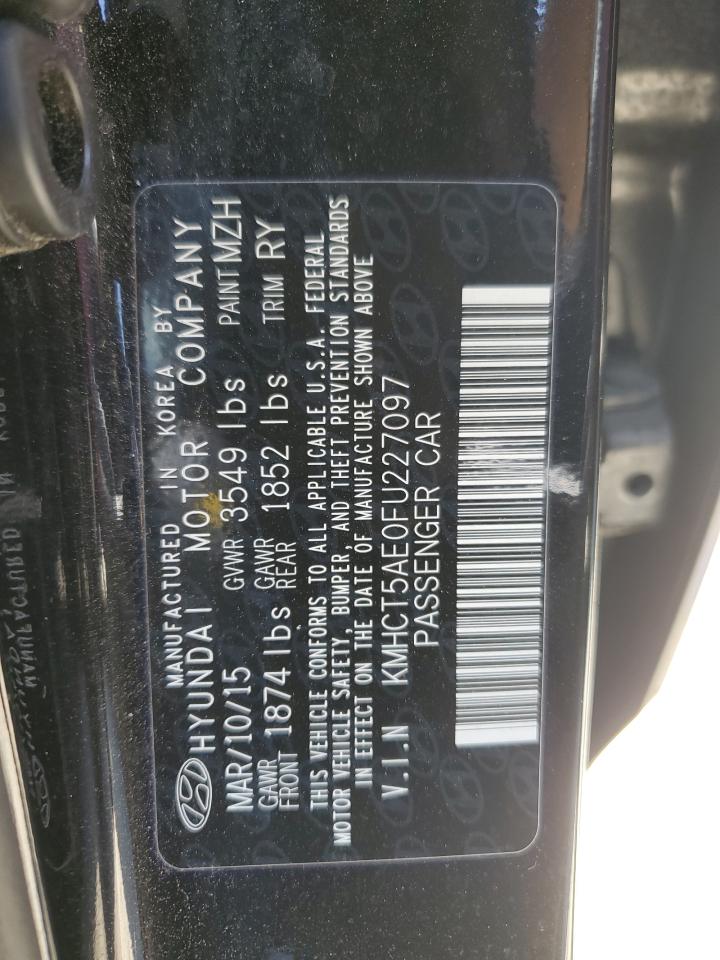 MANUFACTURED IN KOREA BY
HYUNDAI MOTOR COMPANY
MAR/10/15 GVWR 3549 lbs PAINT MZH
GAWR FRONT 1874 lbs GAWR REAR 1852 lbs TRIM RY
THIS VEHICLE CONFORMS TO ALL APPLICABLE U.S.A. FEDERAL
MOTOR VEHICLE SAFETY, BUMPER, AND THEFT PREVENTION STANDARDS
IN EFFECT ON THE DATE OF MANUFACTURE SHOWN ABOVE
V.I.N KMHCT5AE0FU227097
PASSENGER CAR